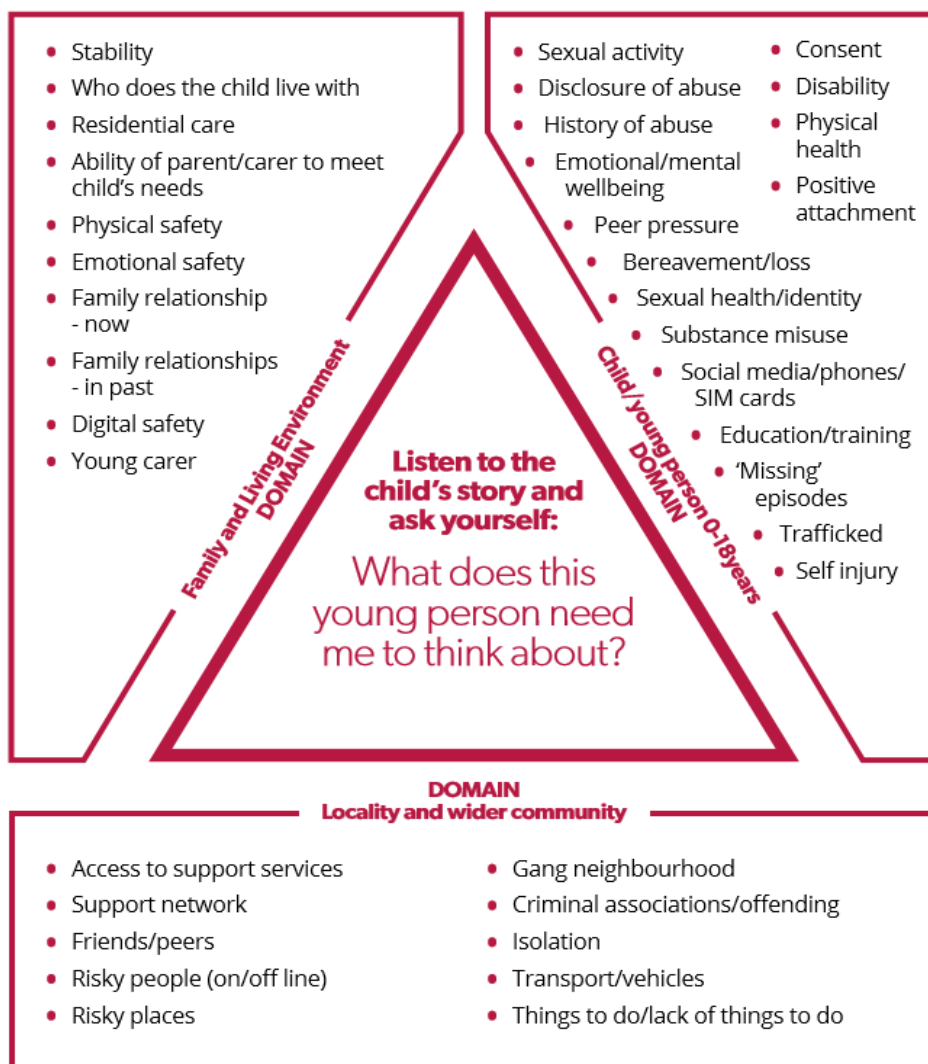 • Stability
• Who does the child live with
• Residential care
• Ability of parent/carer to meet
child’s needs
• Physical safety
• Emotional safety
• Family relationship
- now
• Family relationships
- in past
• Digital safety
• Young carer
Family and Living Environment
DOMAIN
• Sexual activity
• Disclosure of abuse
• History of abuse
• Emotional/mental
wellbeing
• Peer pressure
• Bereavement/loss
• Sexual health/identity
• Substance misuse
• Social media/phones/
SIM cards
• Education/training
• ‘Missing’
episodes
• Trafficked
• Self injury
• Consent
• Disability
• Physical
health
• Positive
attachment
Child/young person 0-18years
DOMAIN
Listen to the
child’s story and
ask yourself:
What does this
young person need
me to think about?
DOMAIN
Locality and wider community
• Access to support services
• Support network
• Friends/peers
• Risky people (on/off line)
• Risky places
• Gang neighbourhood
• Criminal associations/offending
• Isolation
• Transport/vehicles
• Things to do/lack of things to do